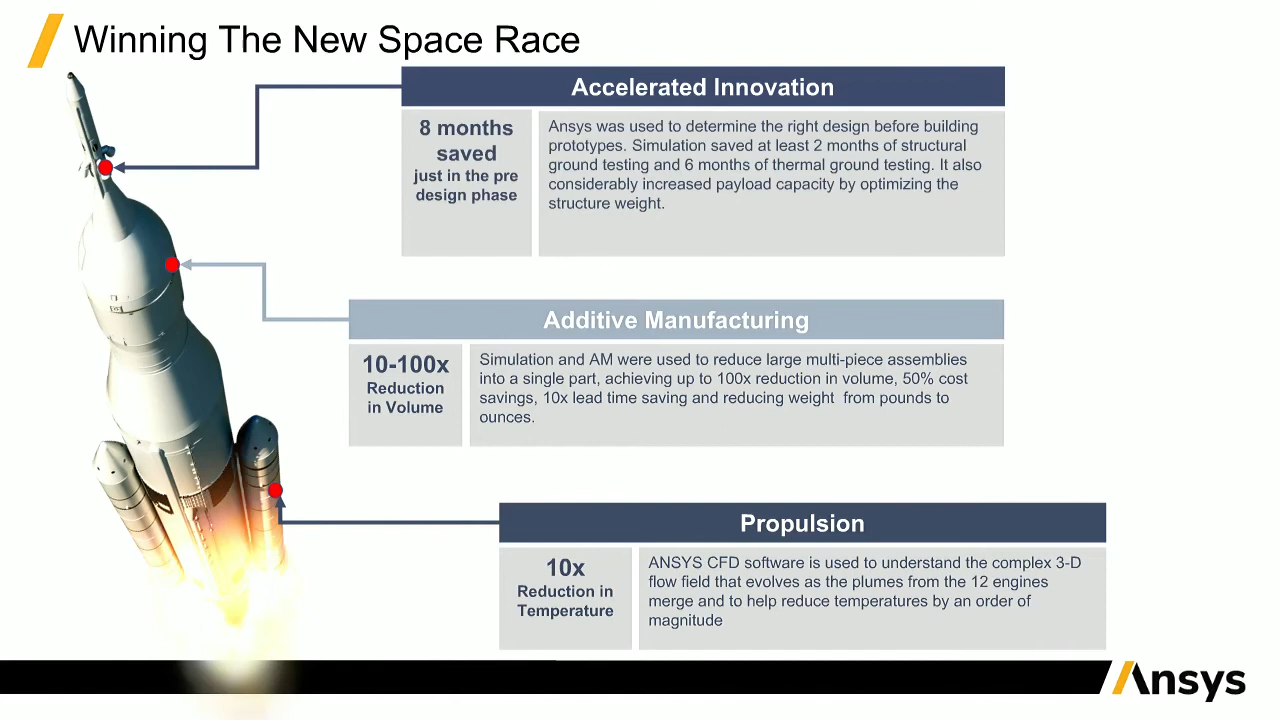 Winning The New Space Race
Accelerated Innovation
8 months
saved
just in the pre
design phase
Ansys was used to determine the right design before building
prototypes. Simulation saved at least 2 months of structural
ground testing and 6 months of thermal ground testing. It also
considerably increased payload capacity by optimizing the
structure weight.
Additive Manufacturing
10-100x
Reduction
in Volume
Simulation and AM were used to reduce large multi-piece assemblies
into a single part, achieving up to 100x reduction in volume, 50% cost
savings, 10x lead time saving and reducing weight  from pounds to
ounces.
Propulsion
10x
Reduction in
Temperature
ANSYS CFD software is used to understand the complex 3-D
flow field that evolves as the plumes from the 12 engines
merge and to help reduce temperatures by an order of
magnitude
Ansys